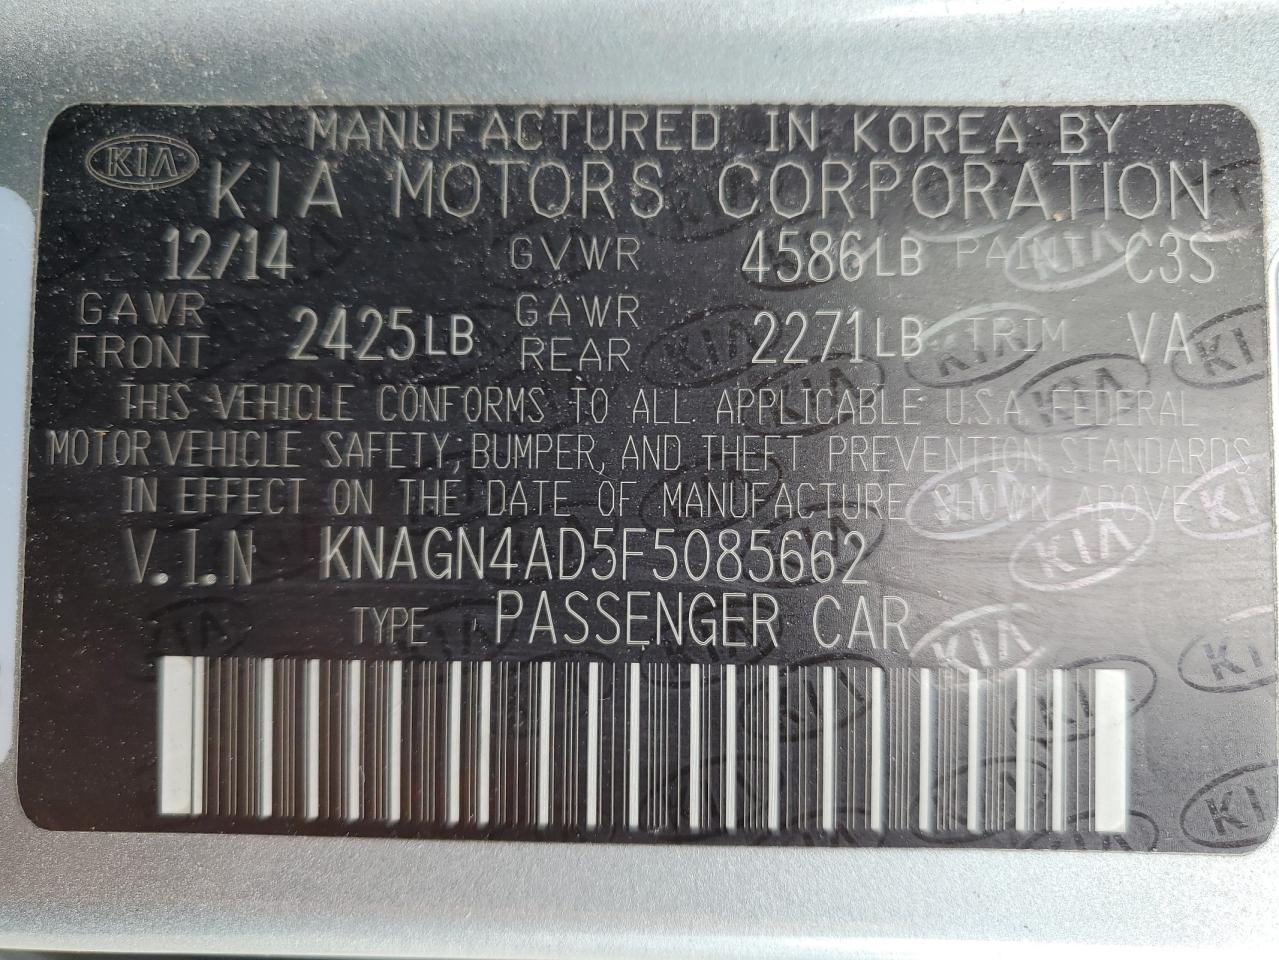 MANUFACTURED IN KOREA BY
KIA
KIA MOTORS CORPORATION
12/14 GVWR 4586LB PAINT C3S
GAWR FRONT 2425LB GAWR REAR 2271LB TRIM VA
THIS VEHICLE CONFORMS TO ALL APPLICABLE U.S.A. FEDERAL
MOTOR VEHICLE SAFETY, BUMPER, AND THEFT PREVENTION STANDARDS
IN EFFECT ON THE DATE OF MANUFACTURE SHOWN ABOVE
V.I.N KNAGN4AD5F5085662
TYPE PASSENGER CAR